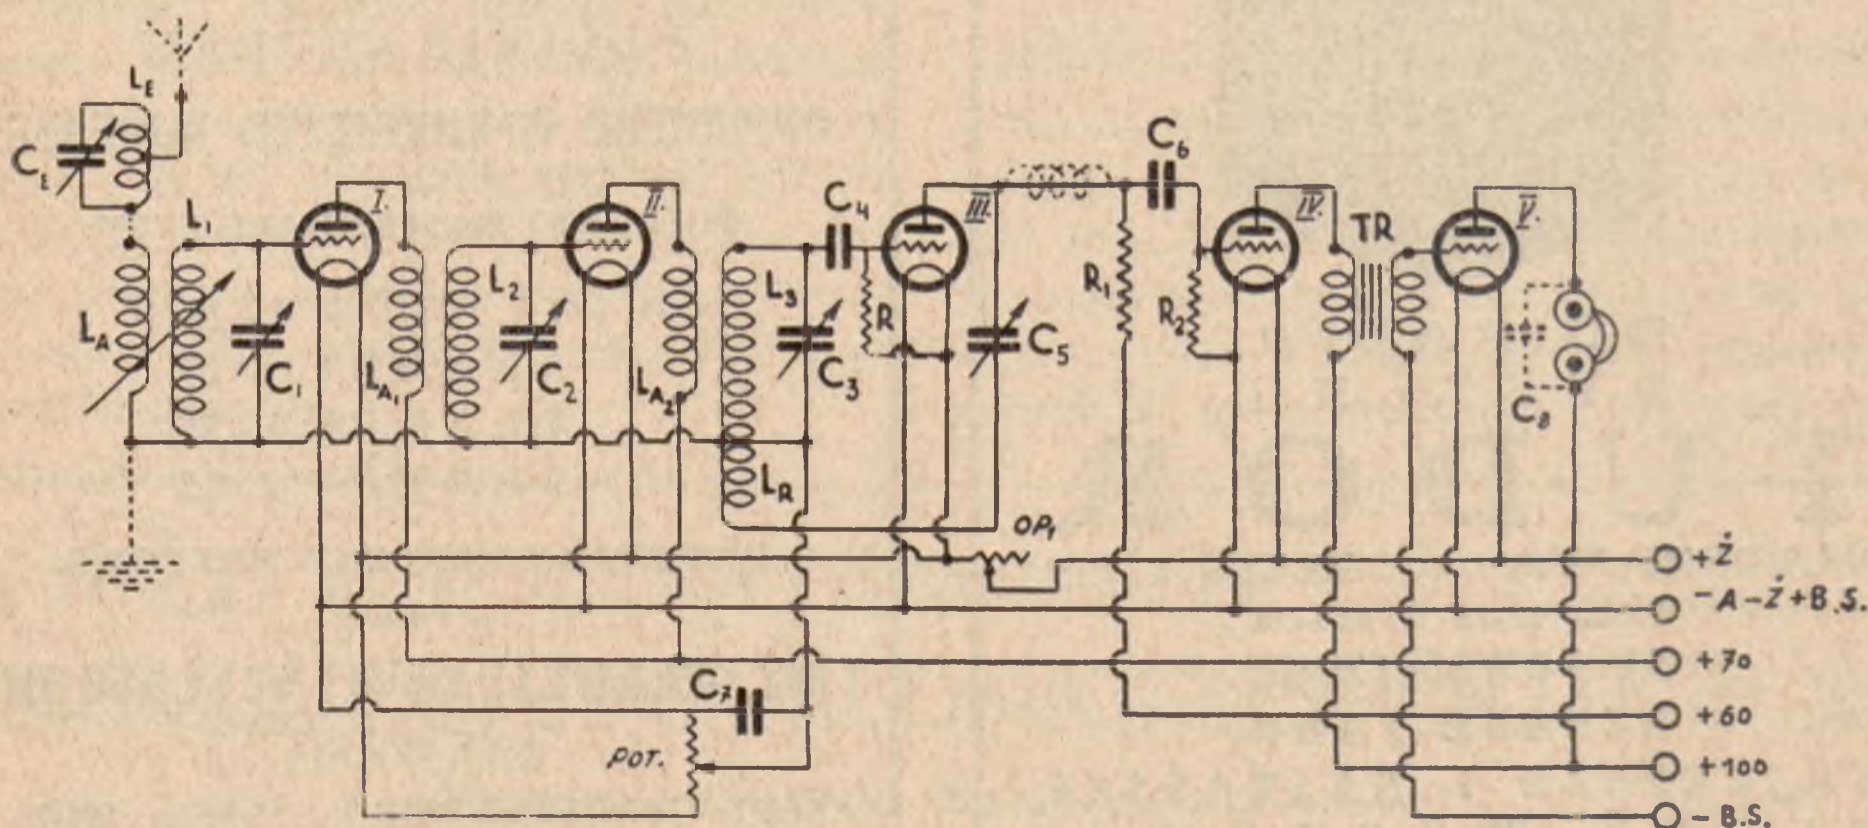 L_E
C_E
L_A
L_1
C_1
I.
L_A1
L_2
C_2
II.
L_A2
L_3
C_3
L_R
C_4
R
III.
C_5
OP_1
R_1
C_6
R_2
IV.
TR
V.
C_8
C_7
POT.
+Ż
-A-Ż+B.S.
+70
+60
+100
-B.S.